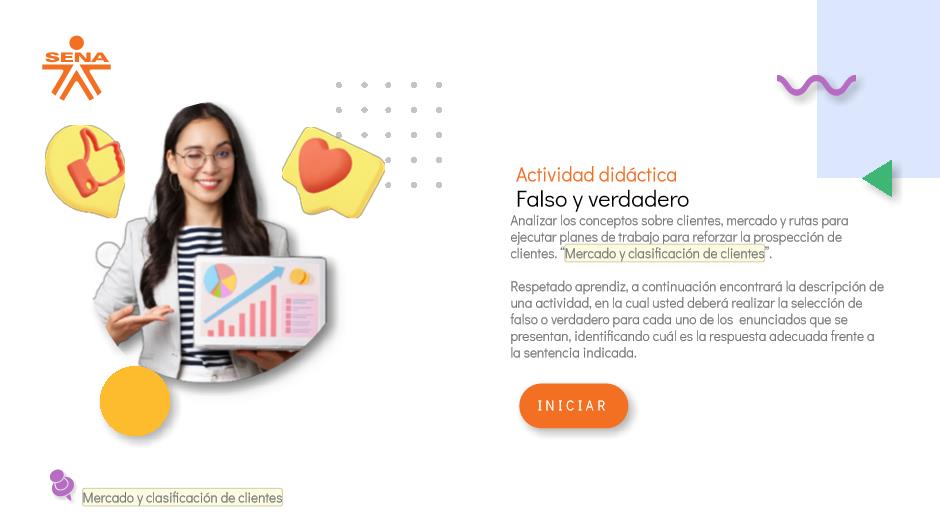 SENA
Actividad didáctica
Falso y verdadero
Analizar los conceptos sobre clientes, mercado y rutas para
ejecutar planes de trabajo para reforzar la prospección de
clientes. “Mercado y clasificación de clientes”.
Respetado aprendiz, a continuación encontrará la descripción de
una actividad, en la cual usted deberá realizar la selección de
falso o verdadero para cada uno de los enunciados que se
presentan, identificando cuál es la respuesta adecuada frente a
la sentencia indicada.
INICIAR
Mercado y clasificación de clientes